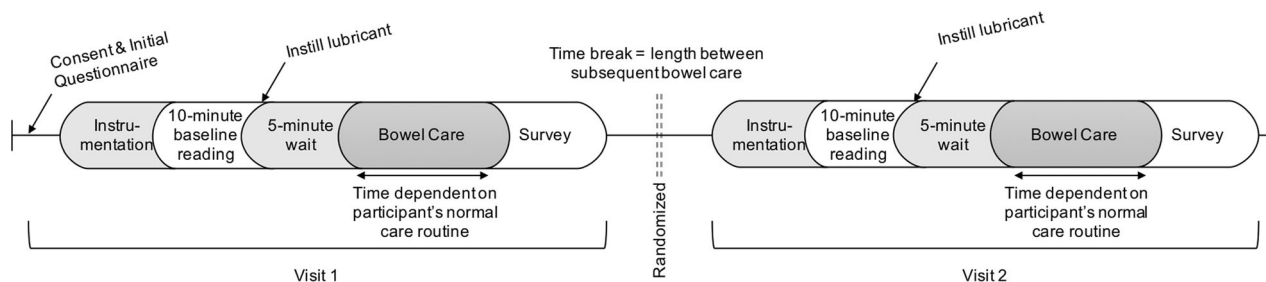 Consent & Initial
Questionnaire
Instill lubricant
Instru-
mentation
10-minute
baseline
reading
5-minute
wait
Bowel Care
Survey
Time dependent on
participant's normal
care routine
Visit 1
Time break = length between
subsequent bowel care
Randomized
Instill lubricant
Instru-
mentation
10-minute
baseline
reading
5-minute
wait
Bowel Care
Survey
Time dependent on
participant's normal
care routine
Visit 2